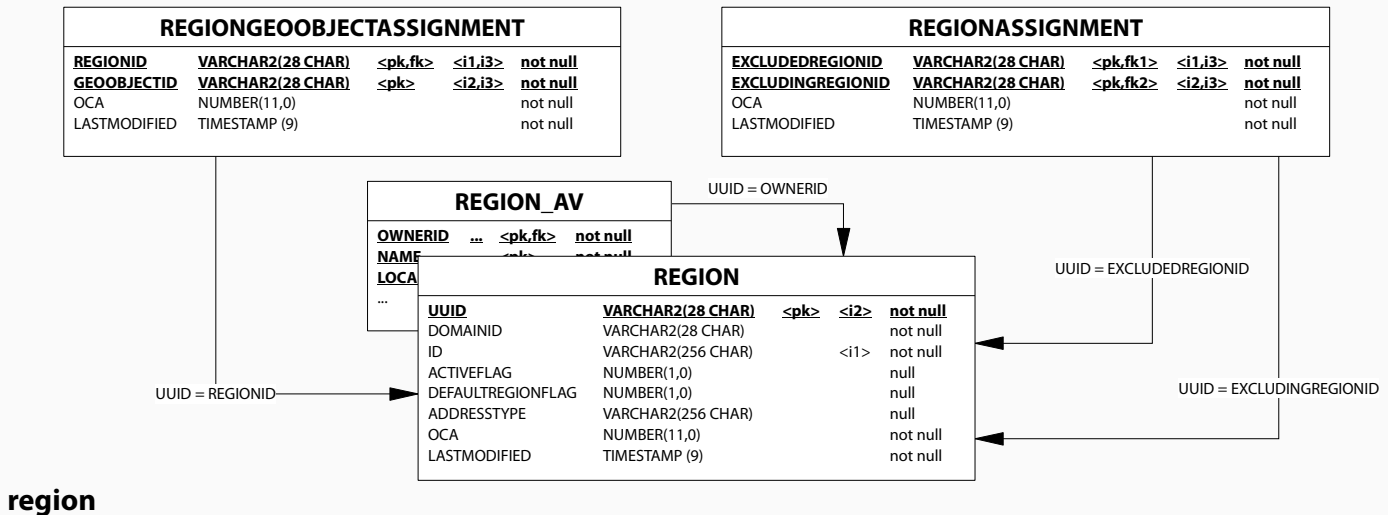 REGIONGEOOBJECTASSIGNMENT
REGIONID VARCHAR2(28 CHAR) <pk,fk> <i1,i3> not null
GEOOBJECTID VARCHAR2(28 CHAR) <pk> <i2,i3> not null
OCA NUMBER(11,0) not null
LASTMODIFIED TIMESTAMP (9) not null
REGIONASSIGNMENT
EXCLUDEDREGIONID VARCHAR2(28 CHAR) <pk,fk1> <i1,i3> not null
EXCLUDINGREGIONID VARCHAR2(28 CHAR) <pk,fk2> <i2,i3> not null
OCA NUMBER(11,0) not null
LASTMODIFIED TIMESTAMP (9) not null
REGION_AV
OWNERID ... <pk,fk> not null
NAME <pk> not null
LOCA
...
UUID = OWNERID
UUID = EXCLUDEDREGIONID
REGION
UUID VARCHAR2(28 CHAR) <pk> <i2> not null
DOMAINID VARCHAR2(28 CHAR) not null
ID VARCHAR2(256 CHAR) <i1> not null
ACTIVEFLAG NUMBER(1,0) null
DEFAULTREGIONFLAG NUMBER(1,0) null
ADDRESSTYPE VARCHAR2(256 CHAR) null
OCA NUMBER(11,0) not null
LASTMODIFIED TIMESTAMP (9) not null
UUID = REGIONID
UUID = EXCLUDINGREGIONID
region